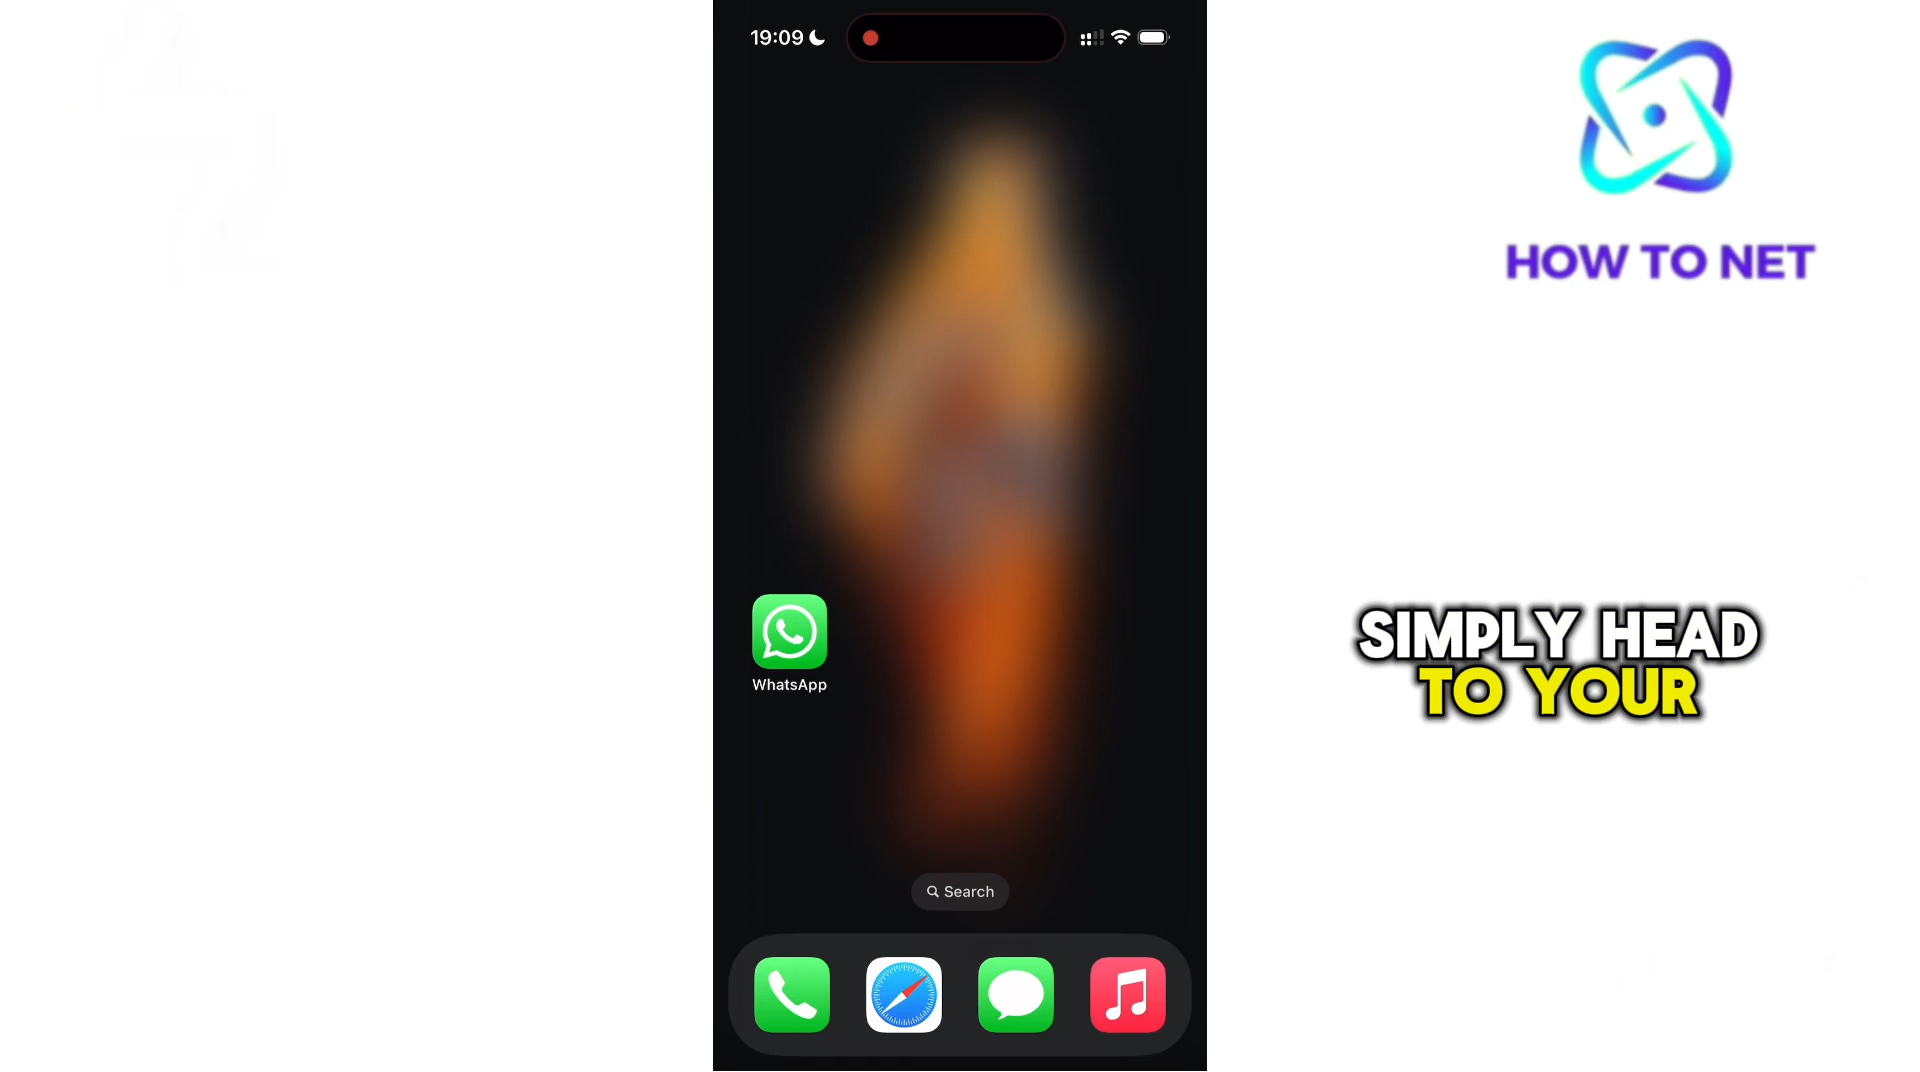 19:09
HOW TO NET
SIMPLY HEAD
TO YOUR
WhatsApp
Search